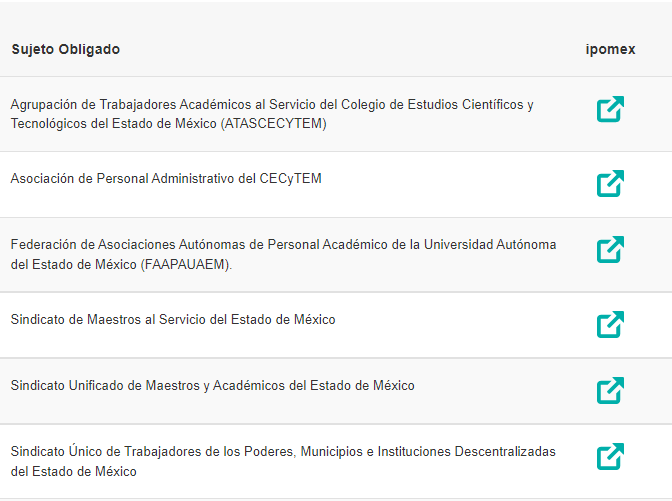 Sujeto Obligado ipomex
Agrupación de Trabajadores Académicos al Servicio del Colegio de Estudios Científicos y
Tecnológicos del Estado de México (ATASCECYTEM)
Asociación de Personal Administrativo del CECyTEM
Federación de Asociaciones Autónomas de Personal Académico de la Universidad Autónoma
del Estado de México (FAAPAUAEM).
Sindicato de Maestros al Servicio del Estado de México
Sindicato Unificado de Maestros y Académicos del Estado de México
Sindicato Único de Trabajadores de los Poderes, Municipios e Instituciones Descentralizadas
del Estado de México